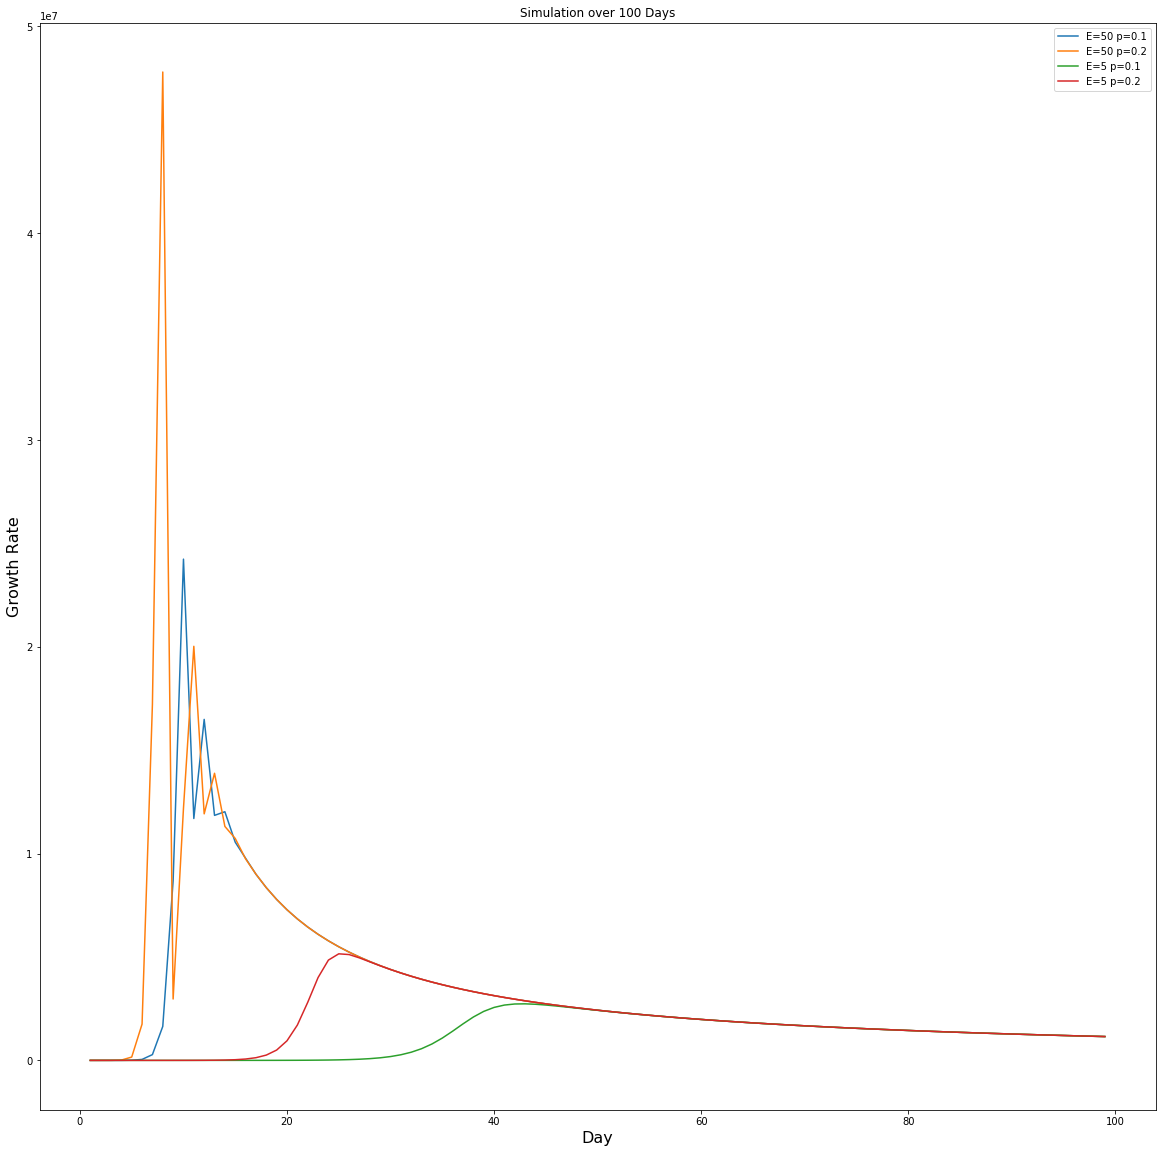 Simulation over 100 Days
1e7
E=50 p=0.1
E=50 p=0.2
E=5 p=0.1
E=5 p=0.2
5
4
3
2
1
0
Growth Rate
0 20 40 60 80 100
Day